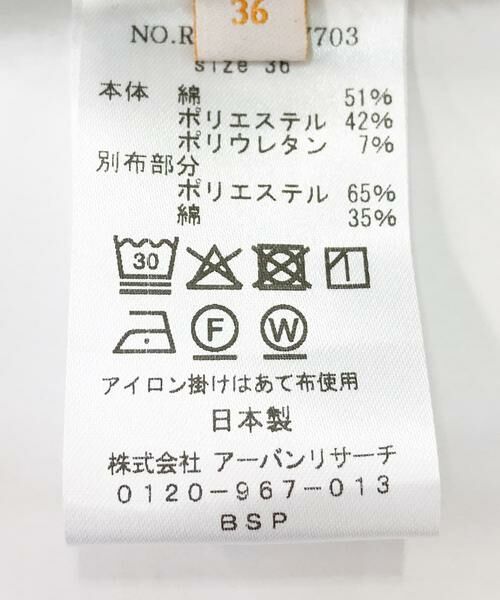 36
NO.R 7703
size 36
本体 綿 51%
ポリエステル 42%
ポリウレタン 7%
別布部分
ポリエステル 65%
綿 35%
30
F W
アイロン掛けはあて布使用
日本製
株式会社 アーバンリサーチ
0120-967-013
BSP